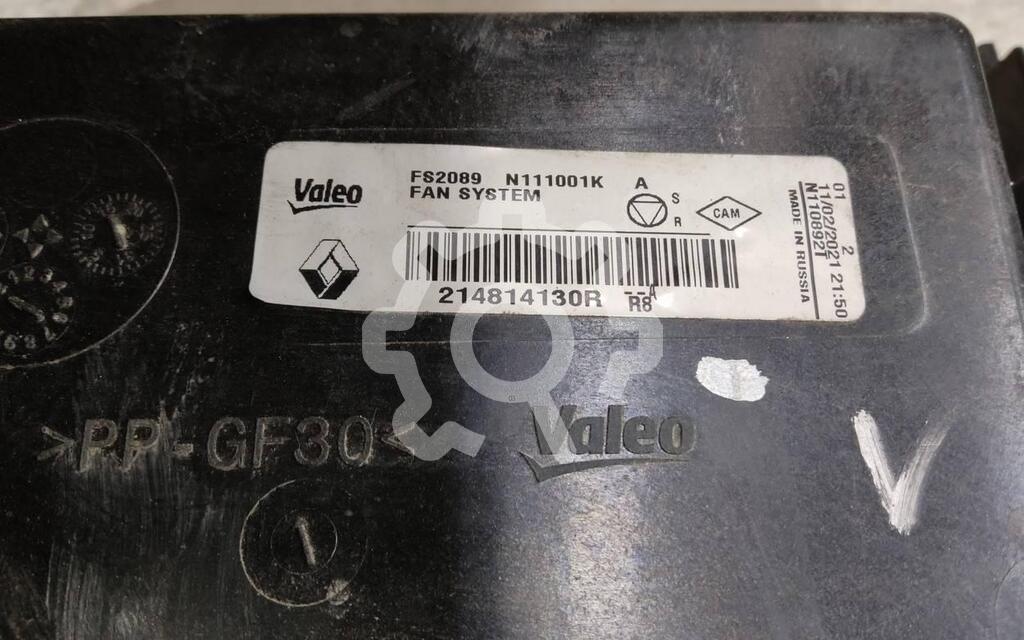 Valeo
FS2089 N111001K
FAN SYSTEM
A
S
R
CAM
214814130R --A
R8
01 2
11/02/2021 21:50
N110892T
MADE IN RUSSIA
>PP-GF30<
Valeo
V
1